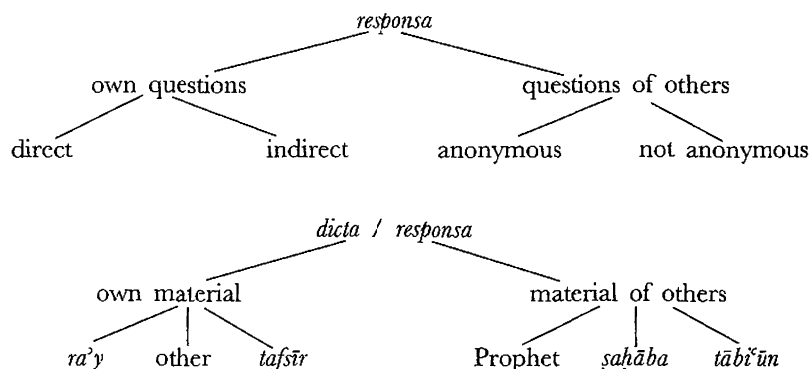 responsa
own questions questions of others
direct indirect anonymous not anonymous
dicta / responsa
own material material of others
ra’y other tafsīr Prophet ṣaḥāba tābiʿūn